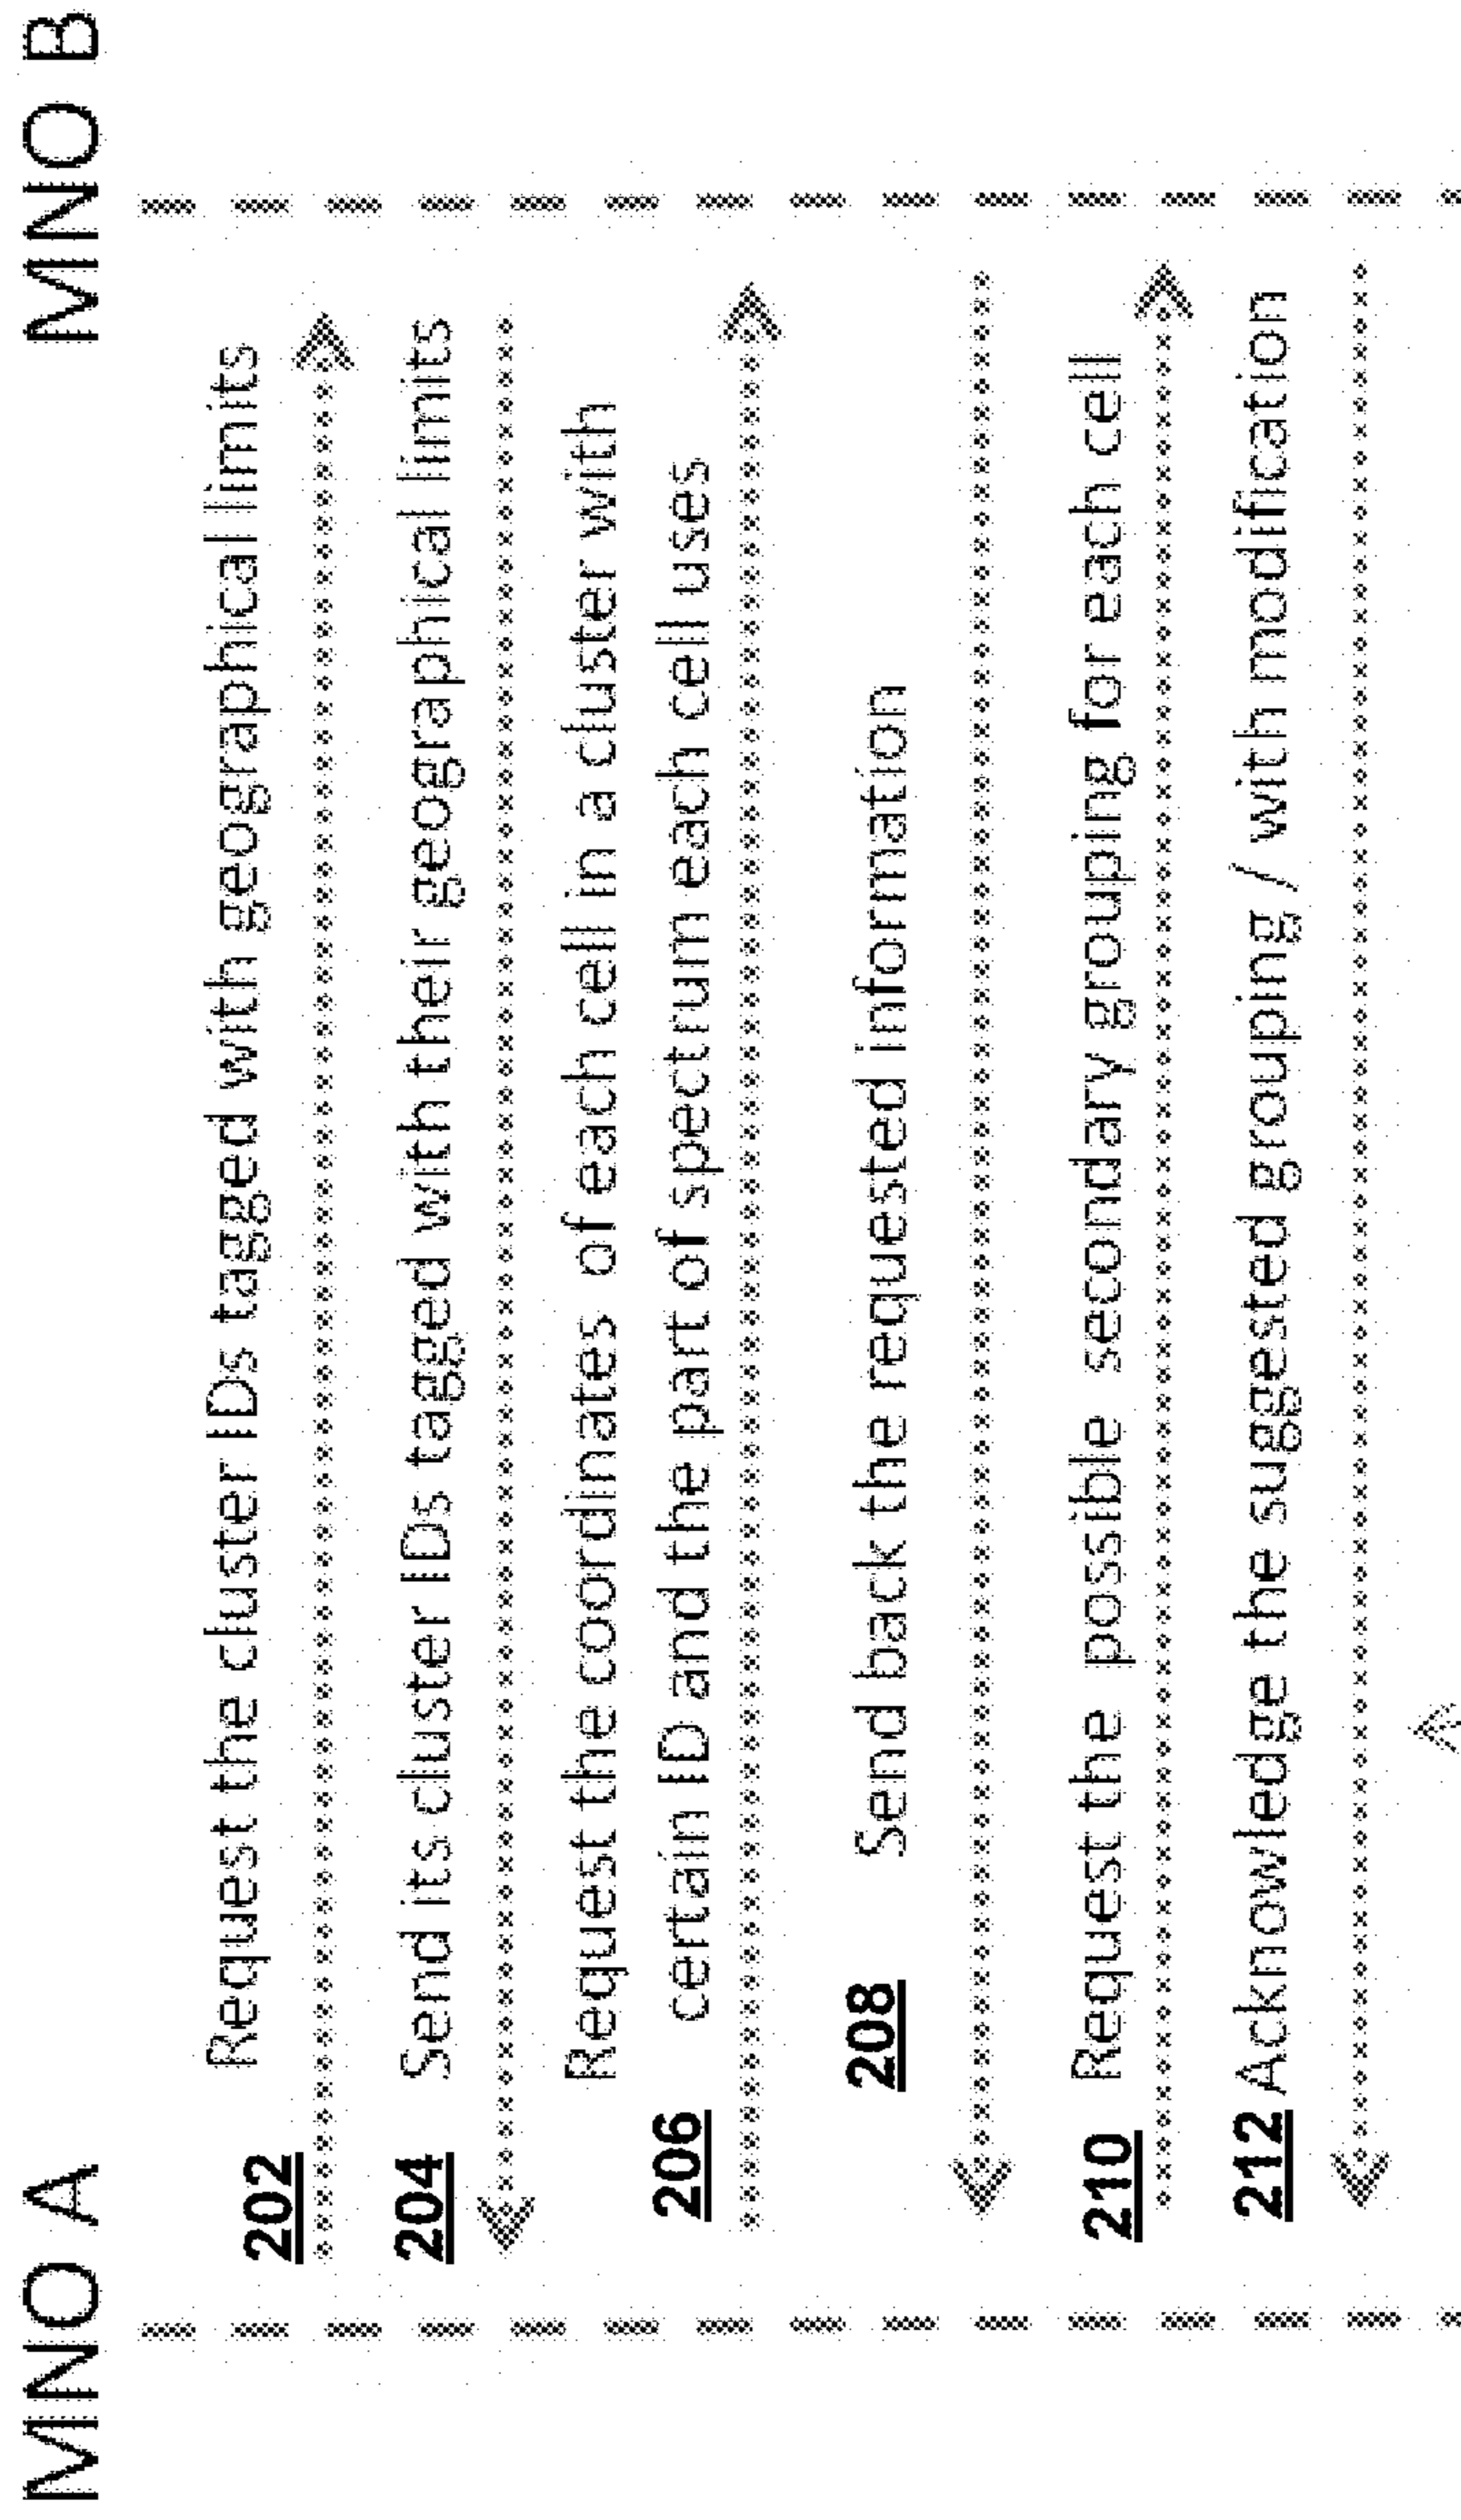 MNO A MNO B
Request the cluster IDs tagged with geographical limits
202
Send its cluster IDs tagged with their geographical limits
204
Request the coordinates of each cell in a cluster with
206 certain ID and the part of spectrum each cell uses
208 Send back the requested information
210 Request the possible secondary grouping for each cell
212 Acknowledge the suggested grouping / with modification